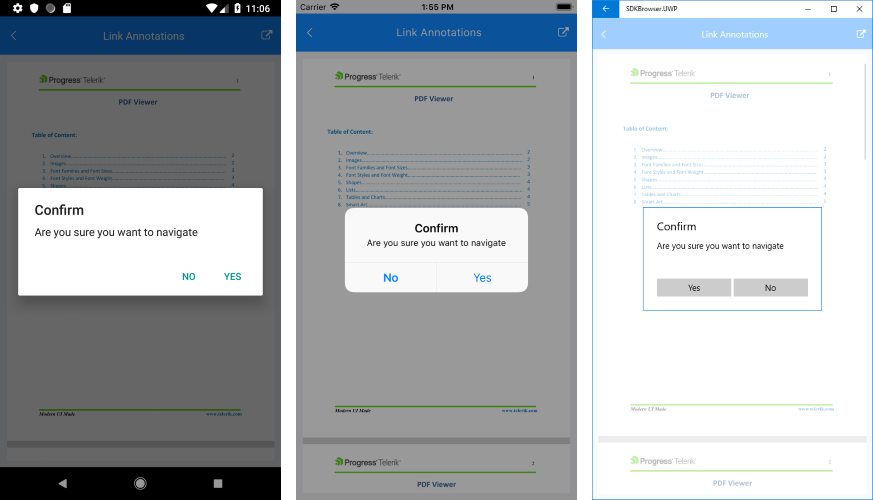 11:06
Link Annotations
Progress Telerik
1
PDF Viewer
Table of Content:
1. Overview 2
2. Images 2
3. Font Families and Font Sizes 3
4. Font Styles and Font Weight 3
5. Shapes 4
Confirm
Are you sure you want to navigate
NO YES
Modern UI Made www.telerik.com
Carrier 1:55 PM
Link Annotations
Progress Telerik
1
PDF Viewer
Table of Content:
1. Overview 2
2. Images 2
3. Font Families and Font Sizes 3
4. Font Styles and Font Weight 3
5. Shapes 4
6. Lists 4
7. Tables and Charts 4
8. Smart Art 5
Confirm
Are you sure you want to navigate
No Yes
Modern UI Made www.telerik.com
Progress Telerik
2
PDF Viewer
SDKBrowser.UWP
Link Annotations
Progress Telerik
1
PDF Viewer
Table of Content:
1. Overview 2
2. Images 2
3. Font Families and Font Sizes 3
4. Font Styles and Font Weight 3
5. Shapes 4
6. Lists 4
7. Tables and Charts 4
8. Smart Art 5
Confirm
Are you sure you want to navigate
Yes No
Modern UI Made www.telerik.com
Progress Telerik
2
PDF Viewer